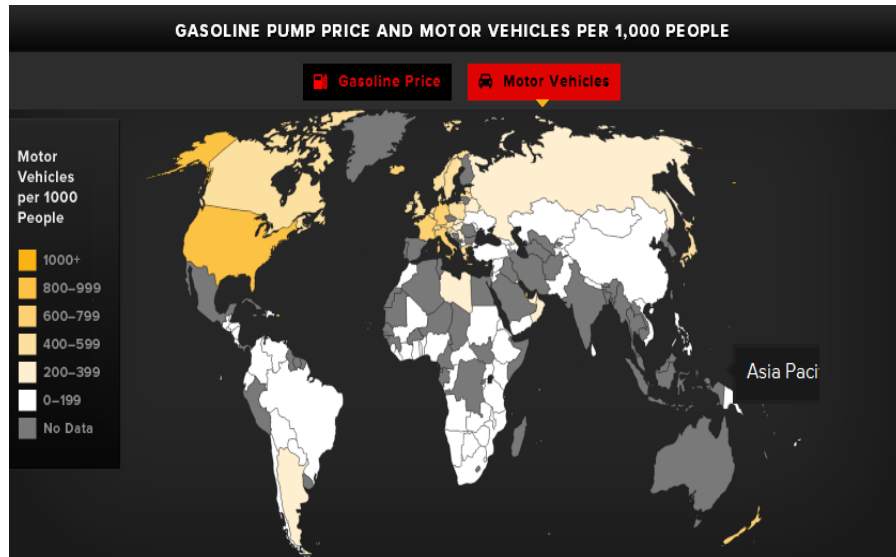 GASOLINE PUMP PRICE AND MOTOR VEHICLES PER 1,000 PEOPLE
Gasoline Price
Motor Vehicles
Motor
Vehicles
per 1000
People
1000+
800–999
600–799
400–599
200–399
0–199
No Data
Asia Paci